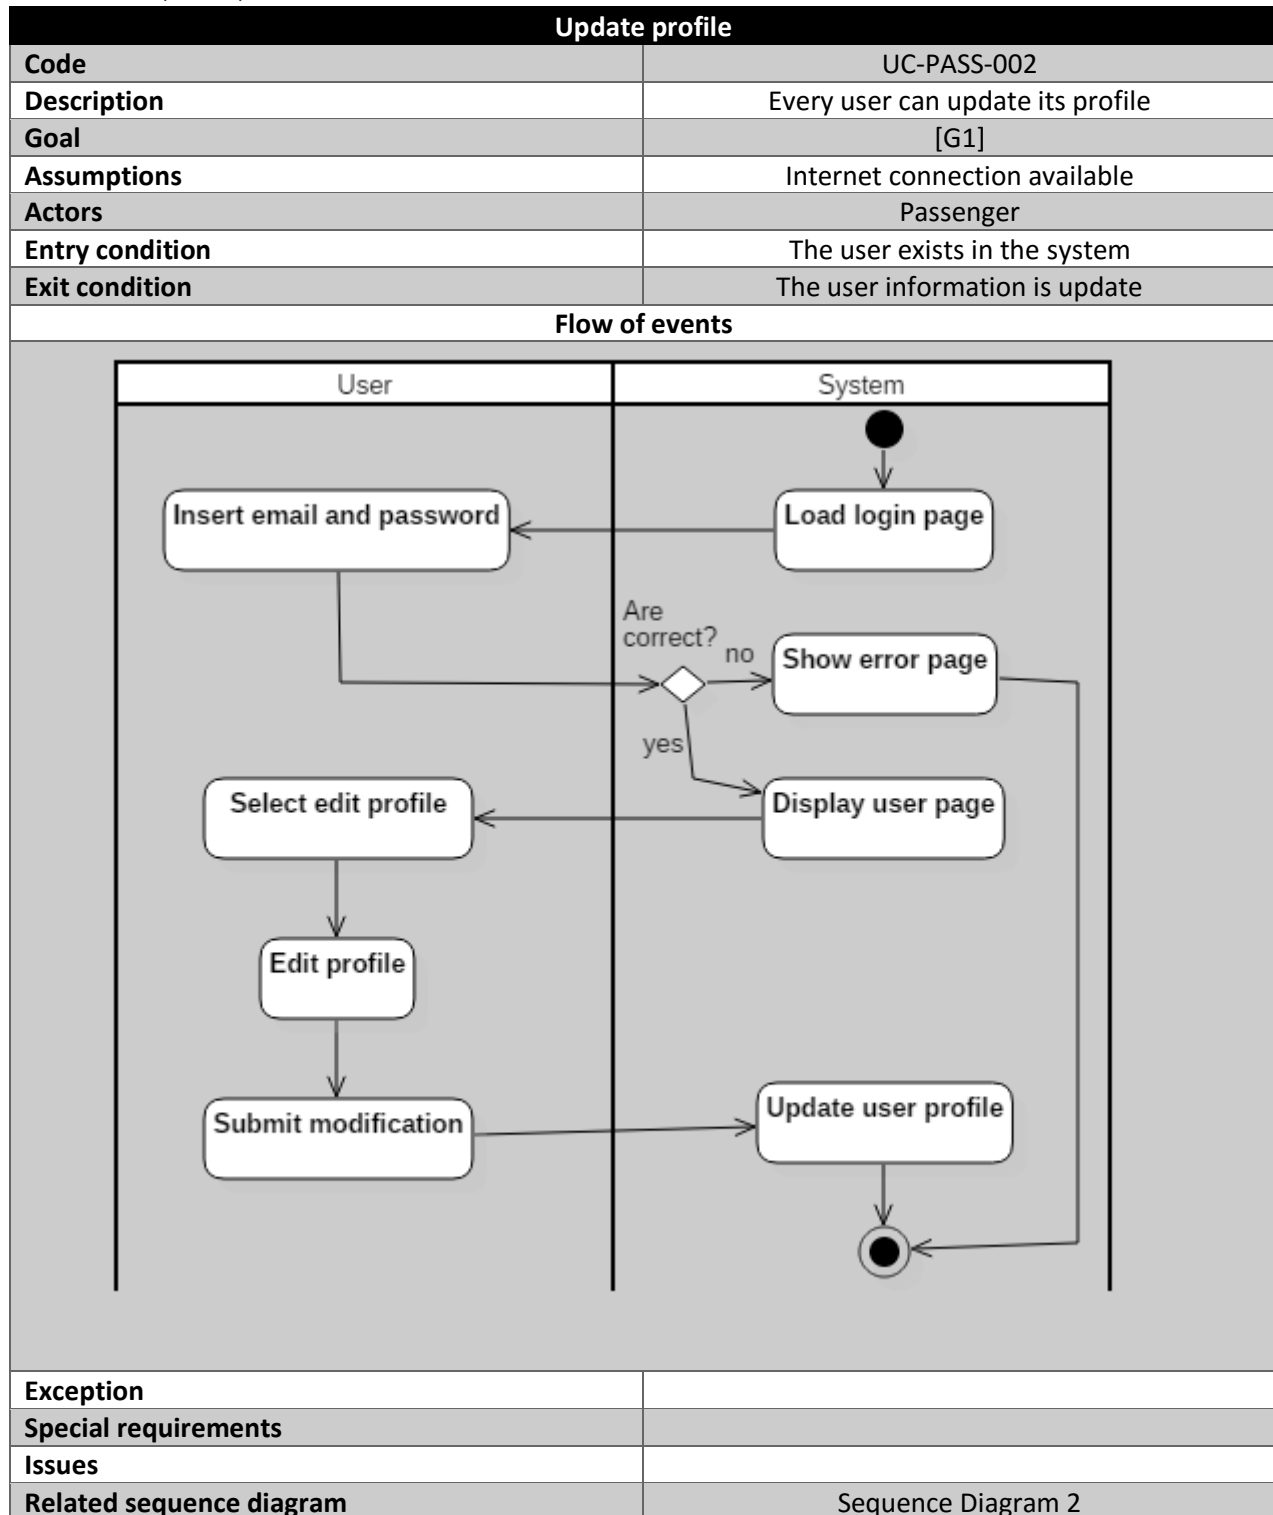 Update profile
Code UC-PASS-002
Description Every user can update its profile
Goal [G1]
Assumptions Internet connection available
Actors Passenger
Entry condition The user exists in the system
Exit condition The user information is update
Flow of events
User System
Insert email and password Load login page
Are
correct?
no Show error page
yes
Select edit profile Display user page
Edit profile
Submit modification Update user profile
Exception
Special requirements
Issues
Related sequence diagram Sequence Diagram 2